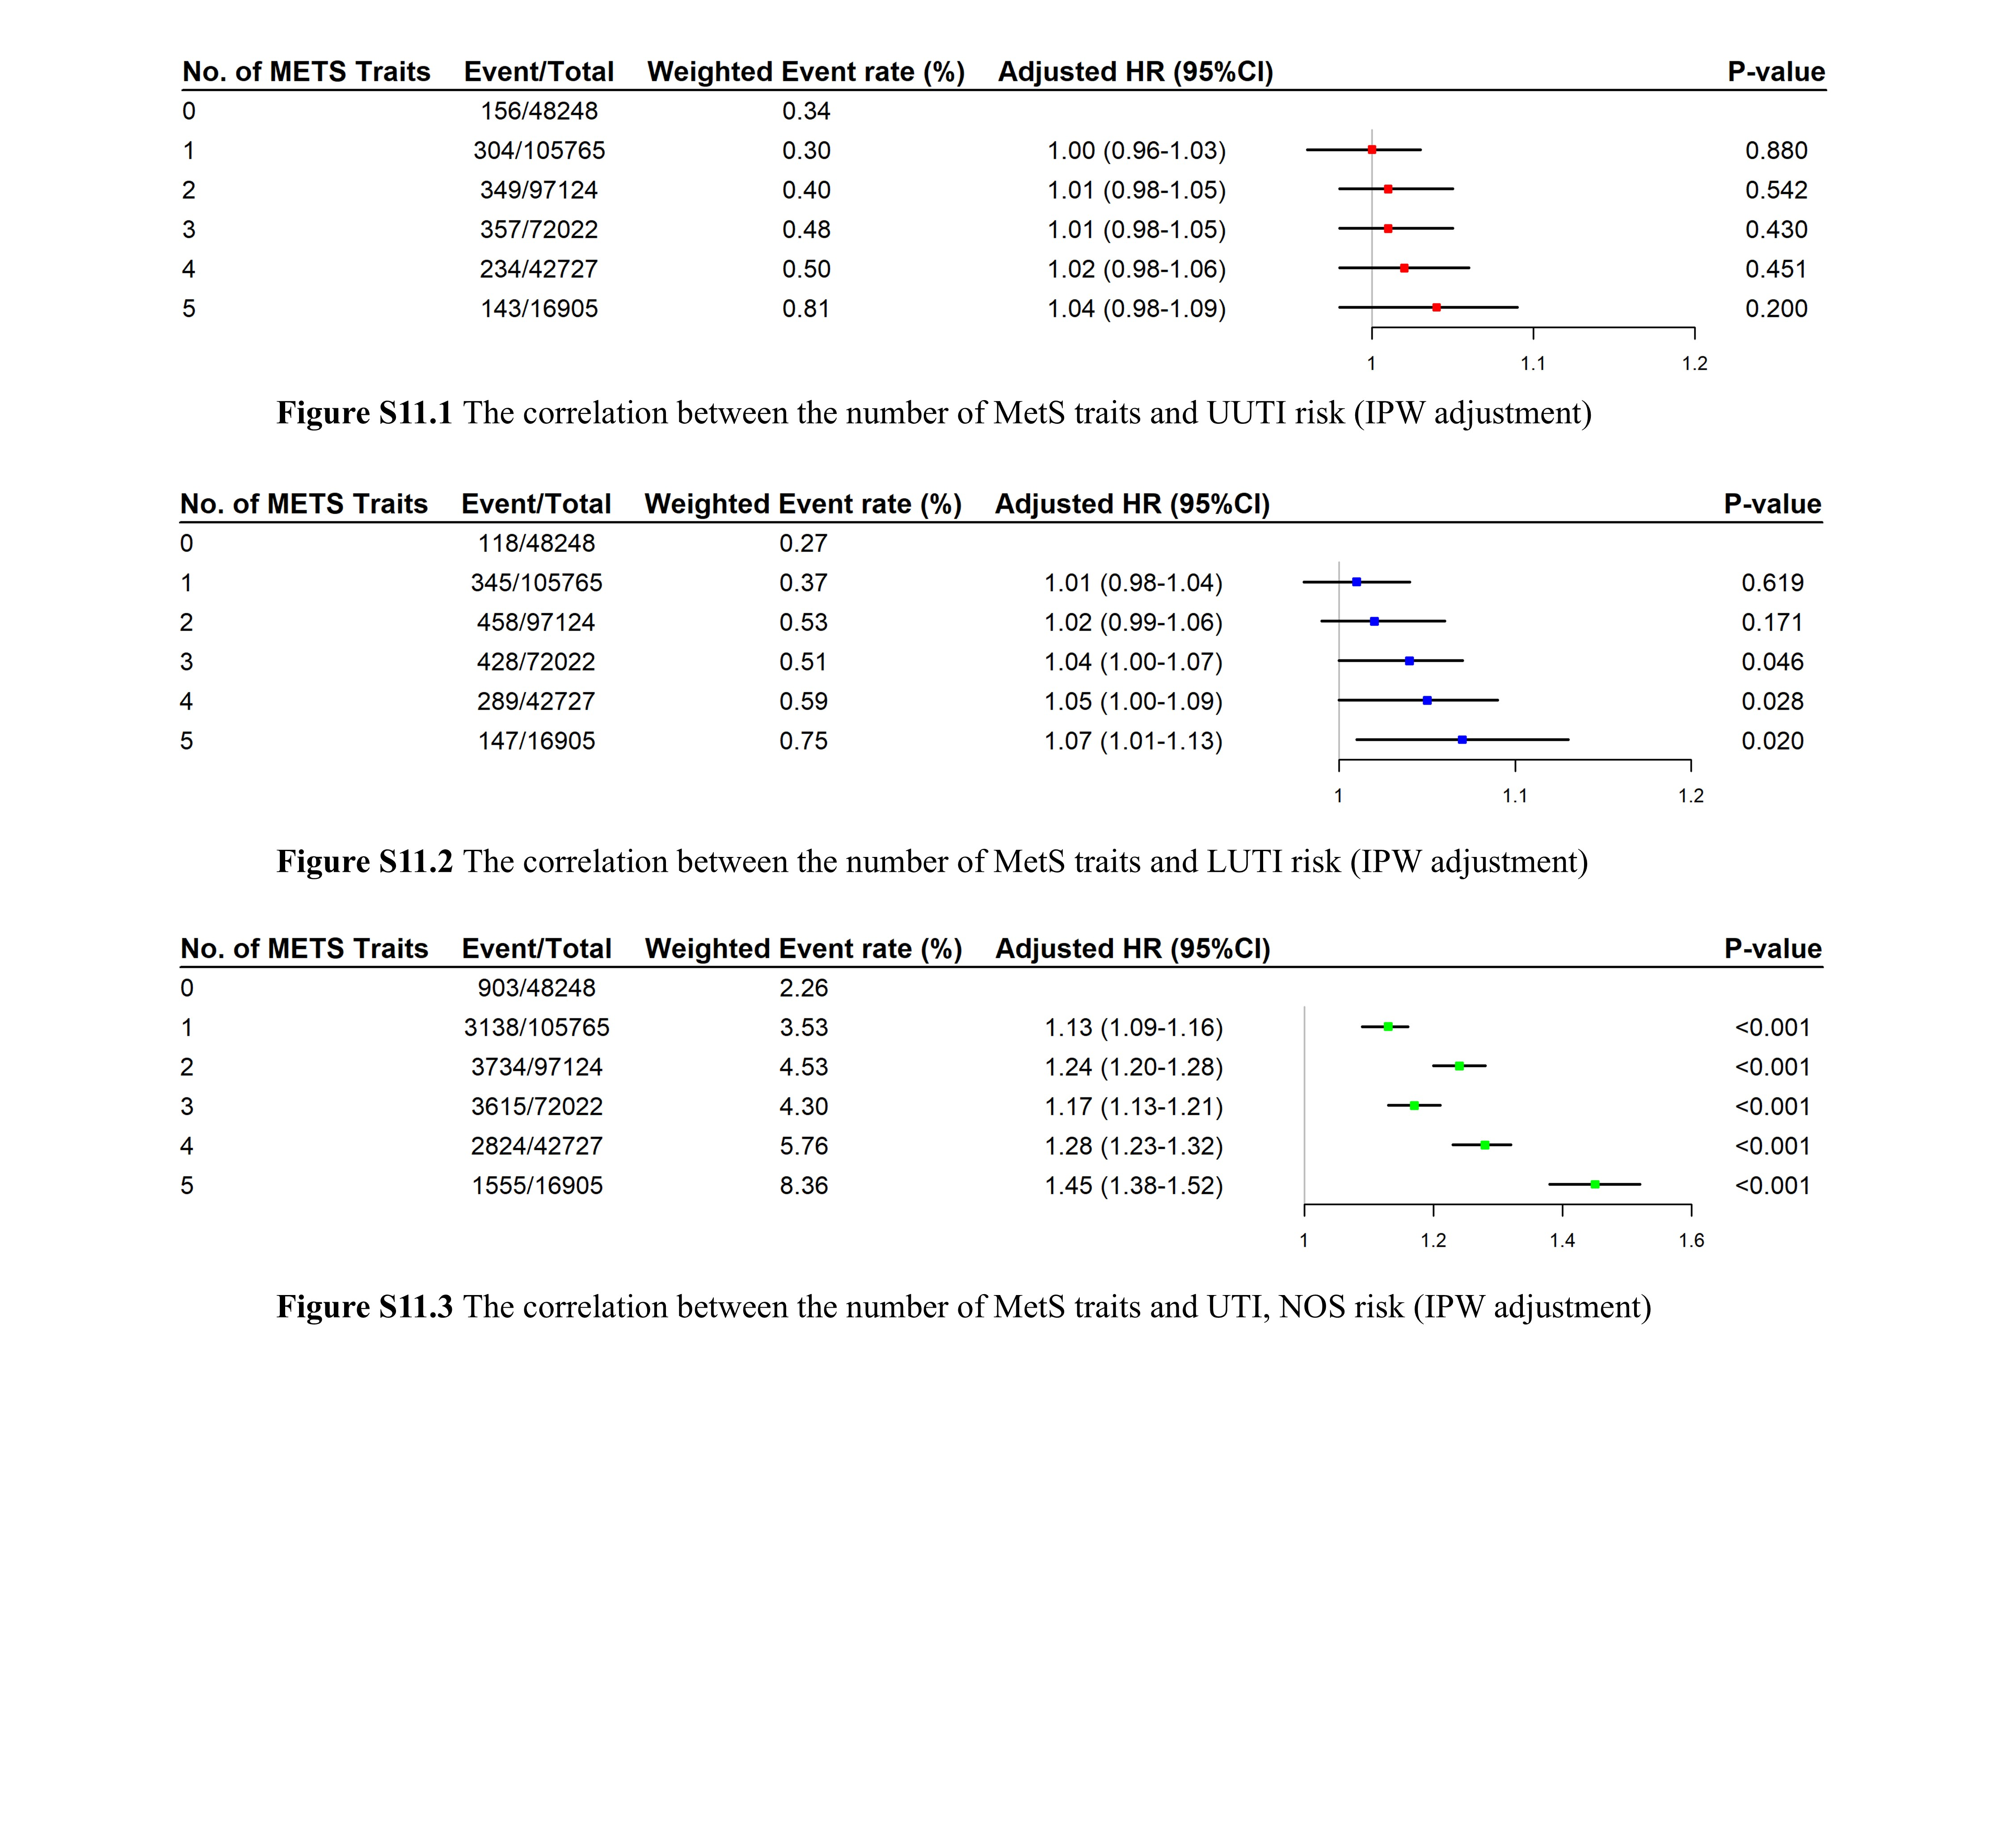 No. of METS Traits Event/Total Weighted Event rate (%) Adjusted HR (95%CI) P-value
0 156/48248 0.34
1 304/105765 0.30 1.00 (0.96-1.03) 0.880
2 349/97124 0.40 1.01 (0.98-1.05) 0.542
3 357/72022 0.48 1.01 (0.98-1.05) 0.430
4 234/42727 0.50 1.02 (0.98-1.06) 0.451
5 143/16905 0.81 1.04 (0.98-1.09) 0.200
1 1.1 1.2
Figure S11.1 The correlation between the number of MetS traits and UUTI risk (IPW adjustment)
No. of METS Traits Event/Total Weighted Event rate (%) Adjusted HR (95%CI) P-value
0 118/48248 0.27
1 345/105765 0.37 1.01 (0.98-1.04) 0.619
2 458/97124 0.53 1.02 (0.99-1.06) 0.171
3 428/72022 0.51 1.04 (1.00-1.07) 0.046
4 289/42727 0.59 1.05 (1.00-1.09) 0.028
5 147/16905 0.75 1.07 (1.01-1.13) 0.020
1 1.1 1.2
Figure S11.2 The correlation between the number of MetS traits and LUTI risk (IPW adjustment)
No. of METS Traits Event/Total Weighted Event rate (%) Adjusted HR (95%CI) P-value
0 903/48248 2.26
1 3138/105765 3.53 1.13 (1.09-1.16) <0.001
2 3734/97124 4.53 1.24 (1.20-1.28) <0.001
3 3615/72022 4.30 1.17 (1.13-1.21) <0.001
4 2824/42727 5.76 1.28 (1.23-1.32) <0.001
5 1555/16905 8.36 1.45 (1.38-1.52) <0.001
1 1.2 1.4 1.6
Figure S11.3 The correlation between the number of MetS traits and UTI, NOS risk (IPW adjustment)